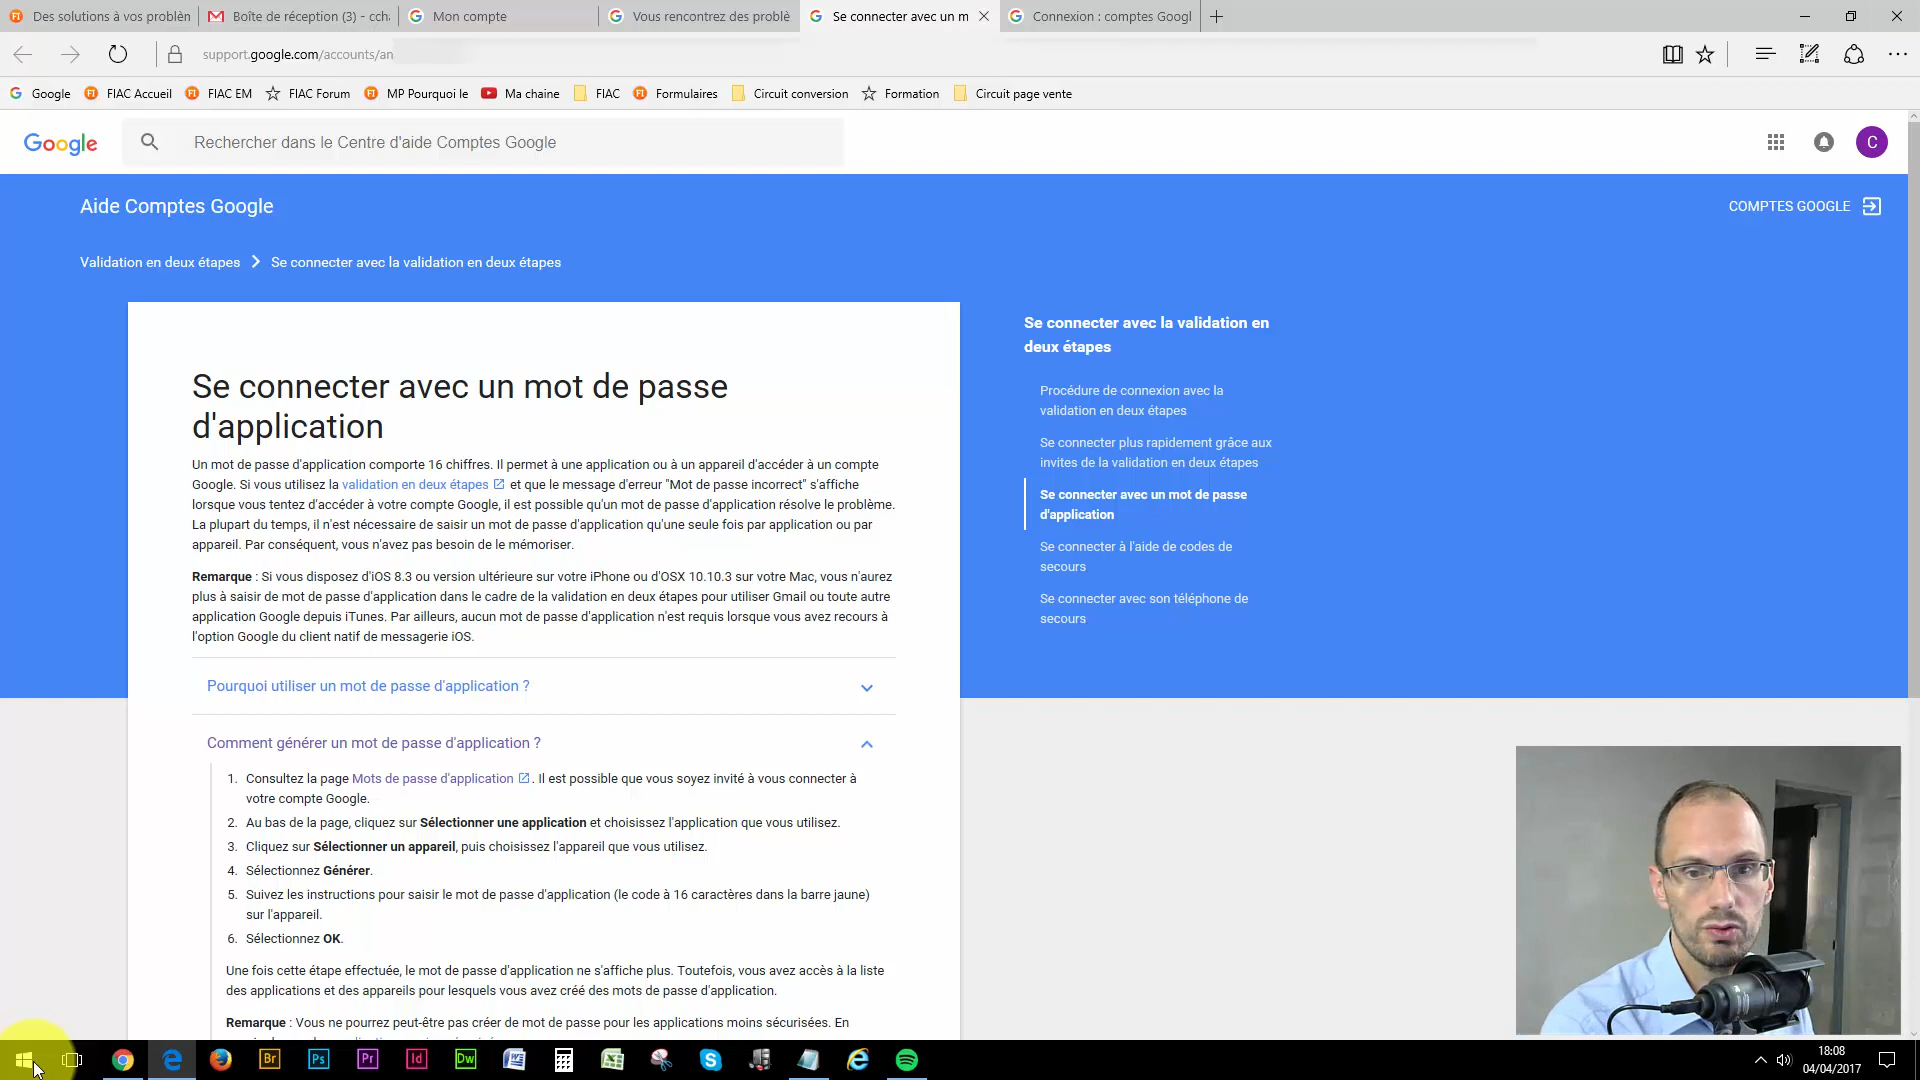 Des solutions à vos problèn
Boîte de réception (3) - cch
Mon compte
Vous rencontrez des problè
Se connecter avec un m
Connexion : comptes Googl
support.google.com/accounts/an
Google
FIAC Accueil
FIAC EM
FIAC Forum
MP Pourquoi le
Ma chaine
FIAC
Formulaires
Circuit conversion
Formation
Circuit page vente
Google
Rechercher dans le Centre d'aide Comptes Google
C
Aide Comptes Google
COMPTES GOOGLE
Validation en deux étapes
Se connecter avec la validation en deux étapes
Se connecter avec un mot de passe
d'application
Un mot de passe d'application comporte 16 chiffres. Il permet à une application ou à un appareil d'accéder à un compte
Google. Si vous utilisez la validation en deux étapes et que le message d'erreur "Mot de passe incorrect" s'affiche
lorsque vous tentez d'accéder à votre compte Google, il est possible qu'un mot de passe d'application résolve le problème.
La plupart du temps, il n'est nécessaire de saisir un mot de passe d'application qu'une seule fois par application ou par
appareil. Par conséquent, vous n'avez pas besoin de le mémoriser.
Remarque : Si vous disposez d'iOS 8.3 ou version ultérieure sur votre iPhone ou d'OSX 10.10.3 sur votre Mac, vous n'aurez
plus à saisir de mot de passe d'application dans le cadre de la validation en deux étapes pour utiliser Gmail ou toute autre
application Google depuis iTunes. Par ailleurs, aucun mot de passe d'application n'est requis lorsque vous avez recours à
l'option Google du client natif de messagerie iOS.
Pourquoi utiliser un mot de passe d'application ?
Comment générer un mot de passe d'application ?
1. Consultez la page Mots de passe d'application . Il est possible que vous soyez invité à vous connecter à
votre compte Google.
2. Au bas de la page, cliquez sur Sélectionner une application et choisissez l'application que vous utilisez.
3. Cliquez sur Sélectionner un appareil, puis choisissez l'appareil que vous utilisez.
4. Sélectionnez Générer.
5. Suivez les instructions pour saisir le mot de passe d'application (le code à 16 caractères dans la barre jaune)
sur l'appareil.
6. Sélectionnez OK.
Une fois cette étape effectuée, le mot de passe d'application ne s'affiche plus. Toutefois, vous avez accès à la liste
des applications et des appareils pour lesquels vous avez créé des mots de passe d'application.
Remarque : Vous ne pourrez peut-être pas créer de mot de passe pour les applications moins sécurisées. En
Se connecter avec la validation en
deux étapes
Procédure de connexion avec la
validation en deux étapes
Se connecter plus rapidement grâce aux
invites de la validation en deux étapes
Se connecter avec un mot de passe
d'application
Se connecter à l'aide de codes de
secours
Se connecter avec son téléphone de
secours
Br
Ps
Pr
Id
Dw
18:08
04/04/2017